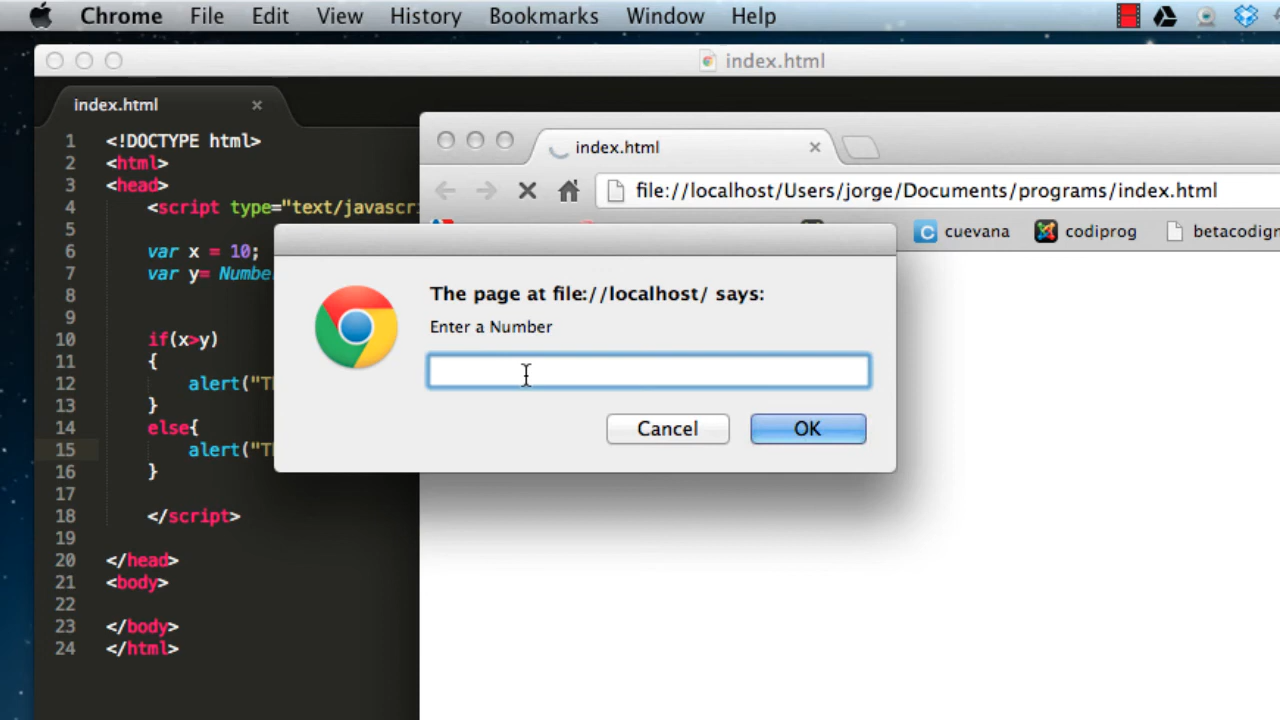 Chrome File Edit View History Bookmarks Window Help
index.html
index.html
1 <!DOCTYPE html>
2 <html>
3 <head>
4 <script type="text/javascri
5
6 var x = 10;
7 var y= Numbe
8
9
10 if(x>y)
11 {
12 alert("T
13 }
14 else{
15 alert("T
16 }
17
18 </script>
19
20 </head>
21 <body>
22
23 </body>
24 </html>
index.html
file://localhost/Users/jorge/Documents/programs/index.html
cuevana codiprog betacodign
The page at file://localhost/ says:
Enter a Number
Cancel OK